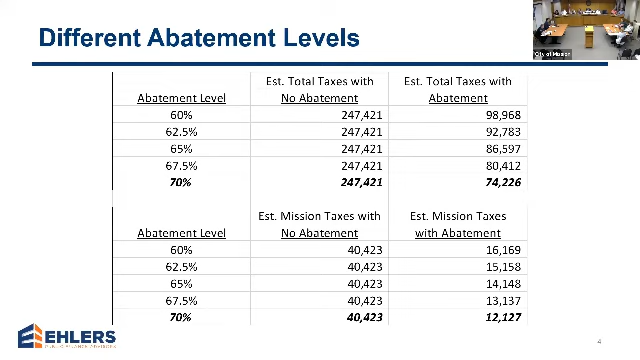 Different Abatement Levels
City of Mission
Est. Total Taxes with Est. Total Taxes with
Abatement Level No Abatement Abatement
60% 247,421 98,968
62.5% 247,421 92,783
65% 247,421 86,597
67.5% 247,421 80,412
70% 247,421 74,226
Est. Mission Taxes with Est. Mission Taxes
Abatement Level No Abatement with Abatement
60% 40,423 16,169
62.5% 40,423 15,158
65% 40,423 14,148
67.5% 40,423 13,137
70% 40,423 12,127
EHLERS
PUBLIC FINANCE ADVISORS
4